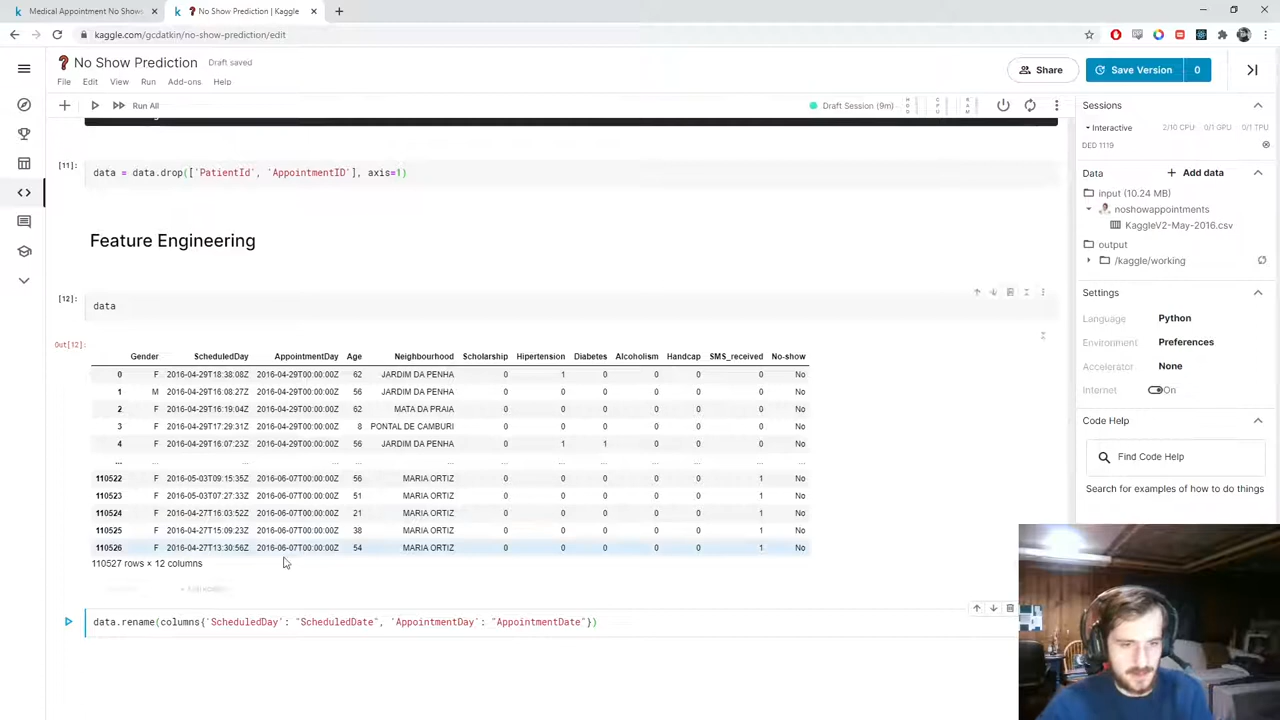 Medical Appointment No Shows
No Show Prediction | Kaggle
kaggle.com/gcdatkin/no-show-prediction/edit
No Show Prediction
Draft saved
File Edit View Run Add-ons Help
Share
Save Version 0
Run All
Draft Session (9m)
Sessions
Interactive 2/10 CPU 0/1 GPU 0/1 TPU
DED 1119
[11]: data = data.drop(['PatientId', 'AppointmentID'], axis=1)
Data
Add data
input (10.24 MB)
noshowappointments
KaggleV2-May-2016.csv
output
/kaggle/working
Feature Engineering
Settings
Language Python
Environment Preferences
Accelerator None
Internet On
[12]: data
Out[12]:
Gender ScheduledDay AppointmentDay Age Neighbourhood Scholarship Hipertension Diabetes Alcoholism Handcap SMS_received No-show
0 F 2016-04-29T18:38:08Z 2016-04-29T00:00:00Z 62 JARDIM DA PENHA 0 1 0 0 0 0 No
1 M 2016-04-29T16:08:27Z 2016-04-29T00:00:00Z 56 JARDIM DA PENHA 0 0 0 0 0 0 No
2 F 2016-04-29T16:19:04Z 2016-04-29T00:00:00Z 62 MATA DA PRAIA 0 0 0 0 0 0 No
3 F 2016-04-29T17:29:31Z 2016-04-29T00:00:00Z 8 PONTAL DE CAMBURI 0 0 0 0 0 0 No
4 F 2016-04-29T16:07:23Z 2016-04-29T00:00:00Z 56 JARDIM DA PENHA 0 1 1 0 0 0 No
... ... ... ... ... ... ... ... ... ... ... ... ...
110522 F 2016-05-03T09:15:35Z 2016-06-07T00:00:00Z 56 MARIA ORTIZ 0 0 0 0 0 1 No
110523 F 2016-05-03T07:27:33Z 2016-06-07T00:00:00Z 51 MARIA ORTIZ 0 0 0 0 0 1 No
110524 F 2016-04-27T16:03:52Z 2016-06-07T00:00:00Z 21 MARIA ORTIZ 0 0 0 0 0 1 No
110525 F 2016-04-27T15:09:23Z 2016-06-07T00:00:00Z 38 MARIA ORTIZ 0 0 0 0 0 1 No
110526 F 2016-04-27T13:30:56Z 2016-06-07T00:00:00Z 54 MARIA ORTIZ 0 0 0 0 0 1 No
110527 rows × 12 columns
data.rename(columns{'ScheduledDay': "ScheduledDate", 'AppointmentDay': "AppointmentDate"})
Code Help
Find Code Help
Search for examples of how to do things